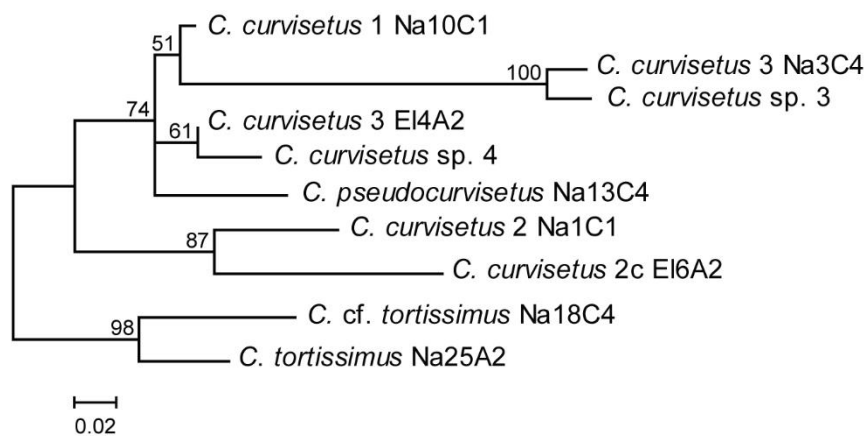 C. curvisetus 1 Na10C1
51
C. curvisetus 3 Na3C4
100
C. curvisetus sp. 3
74
C. curvisetus 3 El4A2
61
C. curvisetus sp. 4
C. pseudocurvisetus Na13C4
C. curvisetus 2 Na1C1
87
C. curvisetus 2c El6A2
C. cf. tortissimus Na18C4
98
C. tortissimus Na25A2
0.02